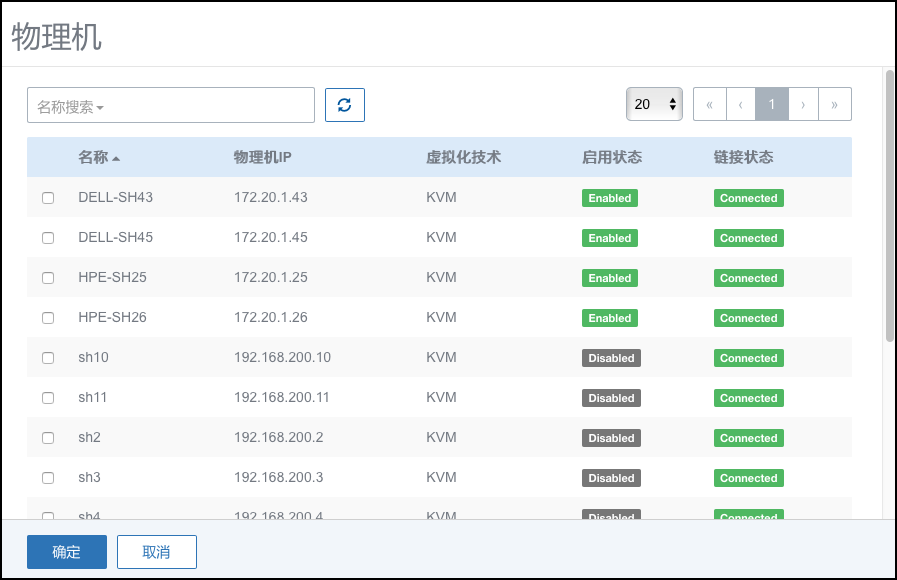 物理机
名称搜索
20 « ‹ 1 › »
名称 物理机IP 虚拟化技术 启用状态 链接状态
DELL-SH43 172.20.1.43 KVM Enabled Connected
DELL-SH45 172.20.1.45 KVM Enabled Connected
HPE-SH25 172.20.1.25 KVM Enabled Connected
HPE-SH26 172.20.1.26 KVM Enabled Connected
sh10 192.168.200.10 KVM Disabled Connected
sh11 192.168.200.11 KVM Disabled Connected
sh2 192.168.200.2 KVM Disabled Connected
sh3 192.168.200.3 KVM Disabled Connected
sh4 192.168.200.4 KVM Disabled Connected
确定 取消